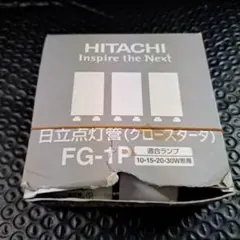 HITACHI
Inspire the Next
日立点灯管(グロースタータ)
FG-1P
適合ランプ
10・15・20・30W形用